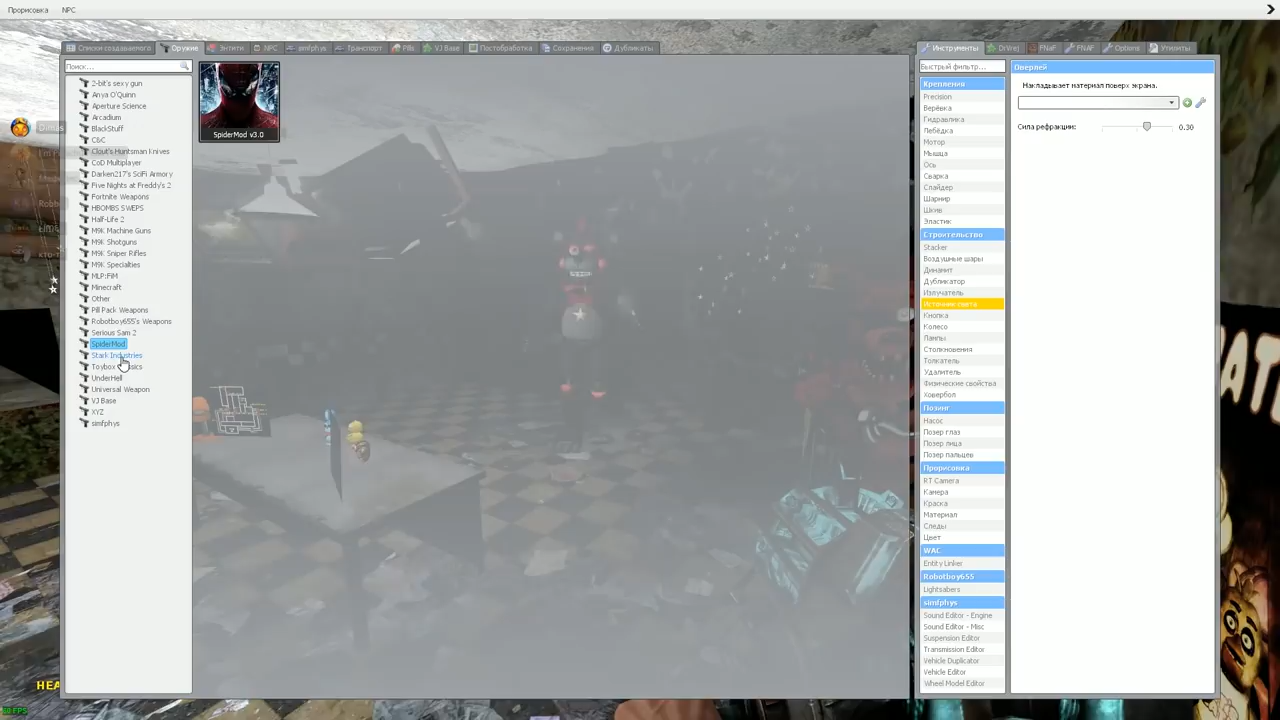 Прорисовка NPC
Списки создаваемого
Оружие
Энтити
NPC
simfphys
Транспорт
Pills
VJ Base
Постобработка
Сохранения
Дубликаты
Инструменты
DrVrej
FNaF
FNAF
Options
Утилиты
Поиск...
2-bit's sexy gun
Anya O'Quinn
Aperture Science
Arcadium
BlackStuff
C&C
Clout's Huntsman Knives
CoD Multiplayer
Darken217's SciFi Armory
Five Nights at Freddy's 2
Fortnite Weapons
HBOMBS SWEPS
Half-Life 2
M9K Machine Guns
M9K Shotguns
M9K Sniper Rifles
M9K Specialties
MLP:FiM
Minecraft
Other
Pill Pack Weapons
Robotboy655's Weapons
Serious Sam 2
SpiderMod
Stark Industries
Toybox Classics
UnderHell
Universal Weapon
VJ Base
XYZ
simfphys
SpiderMod v3.0
Быстрый фильтр...
Крепления
Precision
Верёвка
Гидравлика
Лебёдка
Мотор
Мышца
Ось
Сварка
Слайдер
Шарнир
Шкив
Эластик
Строительство
Stacker
Воздушные шары
Динамит
Дубликатор
Излучатель
Источник света
Кнопка
Колесо
Лампы
Столкновения
Толкатель
Удалитель
Физические свойства
Ховербол
Позинг
Насос
Позер глаз
Позер лица
Позер пальцев
Прорисовка
RT Camera
Камера
Краска
Материал
Следы
Цвет
WAC
Entity Linker
Robotboy655
Lightsabers
simfphys
Sound Editor - Engine
Sound Editor - Misc
Suspension Editor
Transmission Editor
Vehicle Duplicator
Vehicle Editor
Wheel Model Editor
Оверлей
Накладывает материал поверх экрана.
Сила рефракции: 0.30
HEA